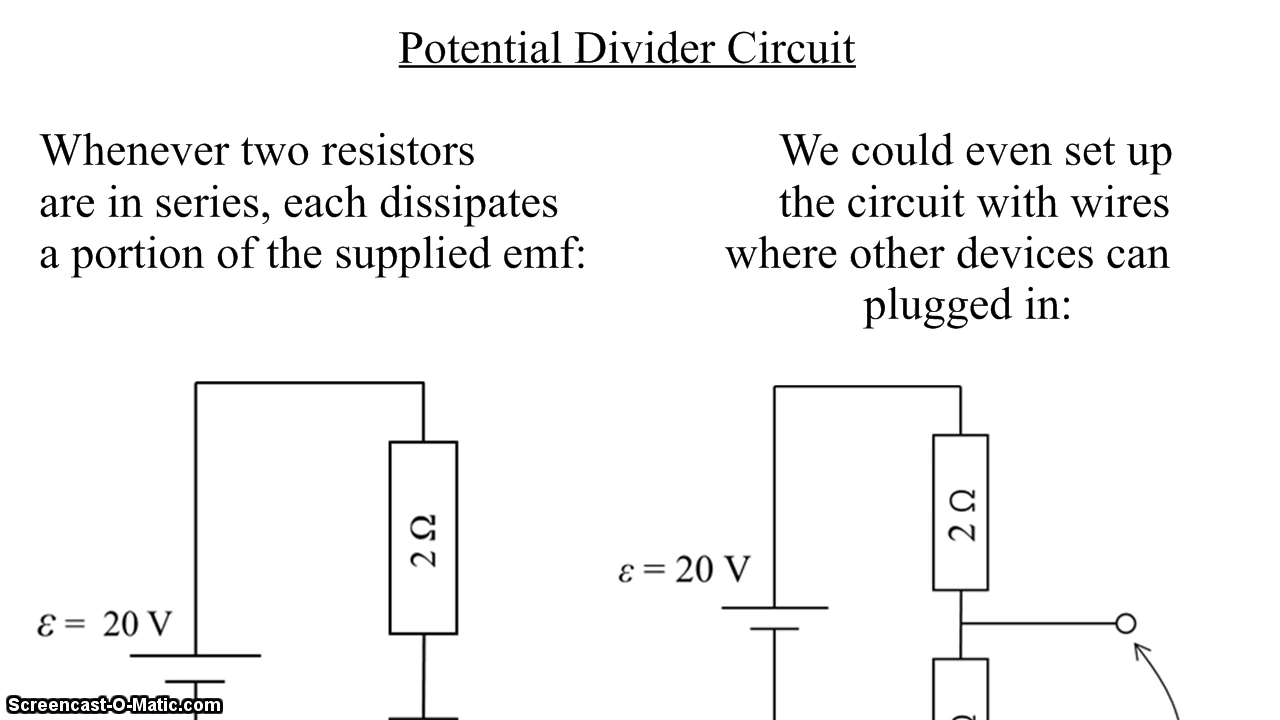 Potential Divider Circuit
Whenever two resistors
are in series, each dissipates
a portion of the supplied emf:
We could even set up
the circuit with wires
where other devices can
plugged in:
2 Ω
ε = 20 V
2 Ω
ε = 20 V
Screencast-O-Matic.com